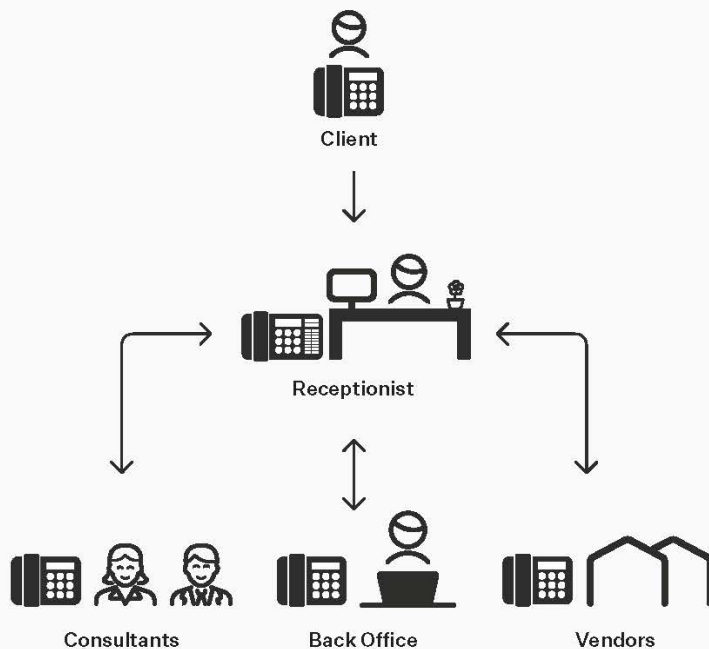 Client
Receptionist
Consultants
Back Office
Vendors